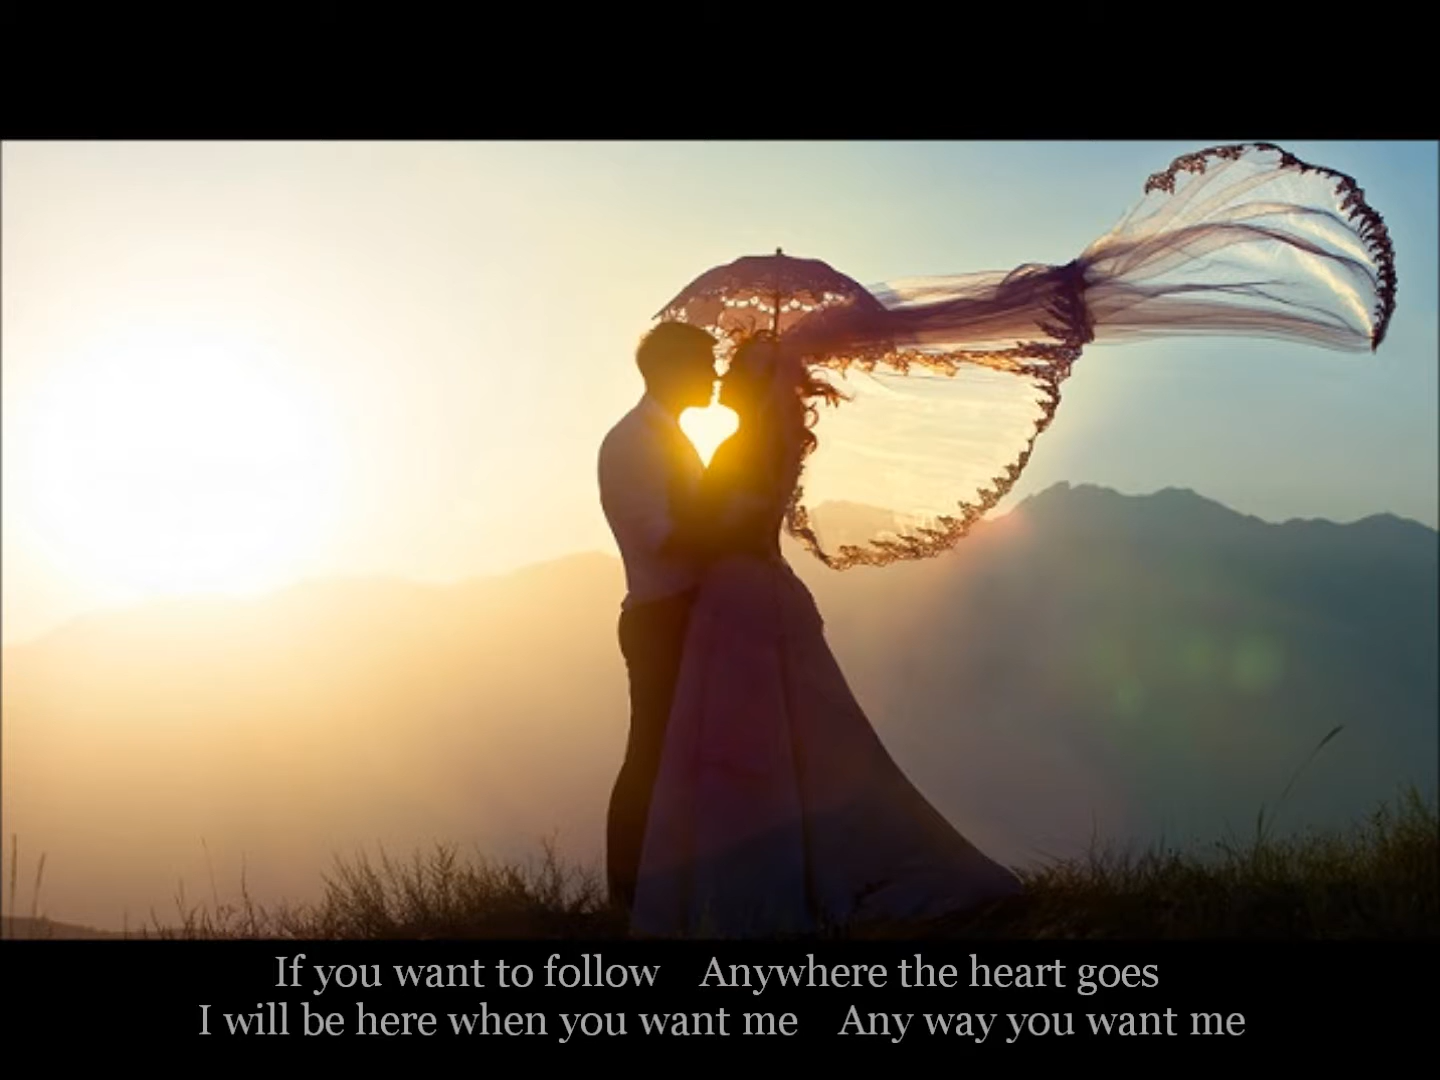 If you want to follow    Anywhere the heart goes
I will be here when you want me    Any way you want me